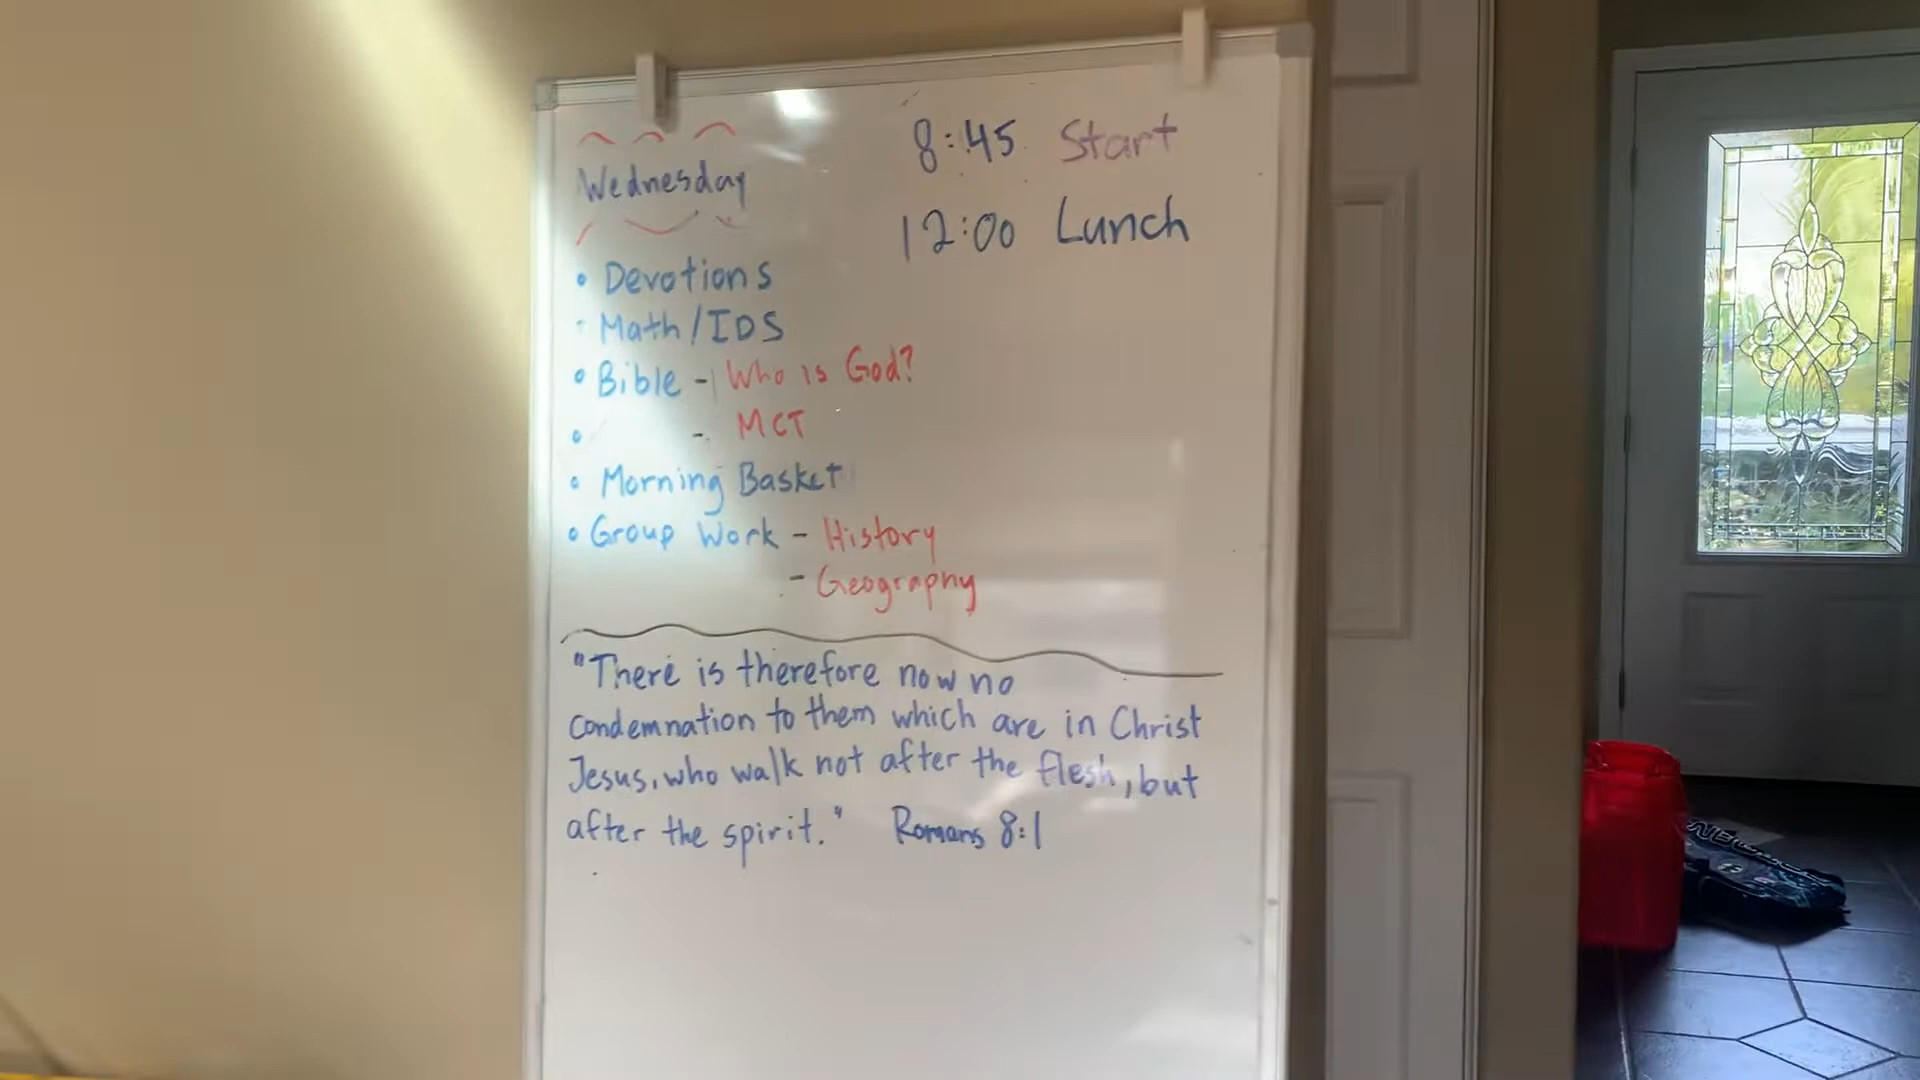 Wednesday
8:45 Start
12:00 Lunch
• Devotions
• Math/IDS
• Bible - Who is God?
• - MCT
• Morning Basket
• Group Work - History
- Geography
"There is therefore now no
condemnation to them which are in Christ
Jesus, who walk not after the flesh, but
after the spirit." Romans 8:1